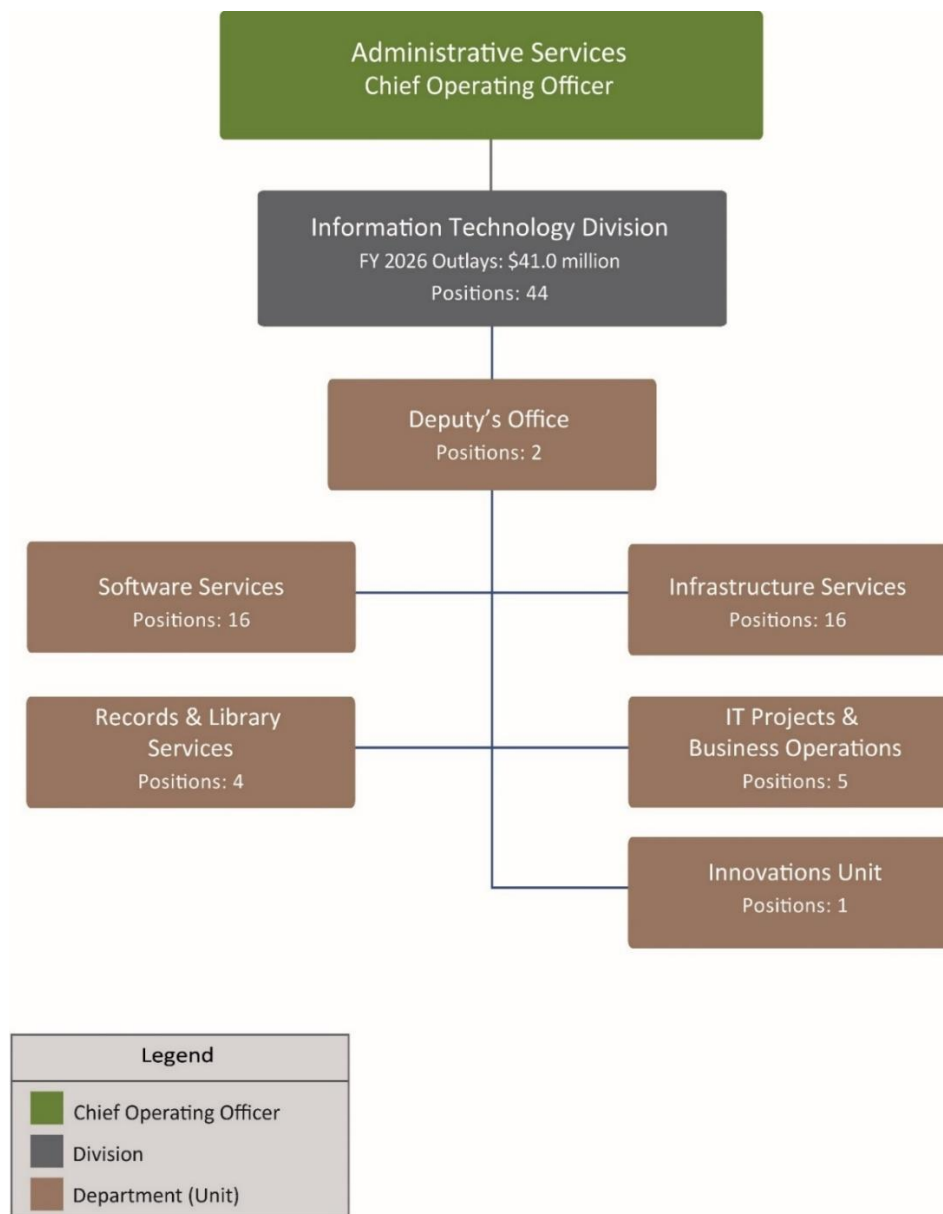 Administrative Services
Chief Operating Officer
Information Technology Division
FY 2026 Outlays: $41.0 million
Positions: 44
Deputy’s Office
Positions: 2
Software Services
Positions: 16
Infrastructure Services
Positions: 16
Records & Library
Services
Positions: 4
IT Projects &
Business Operations
Positions: 5
Innovations Unit
Positions: 1
Legend
Chief Operating Officer
Division
Department (Unit)